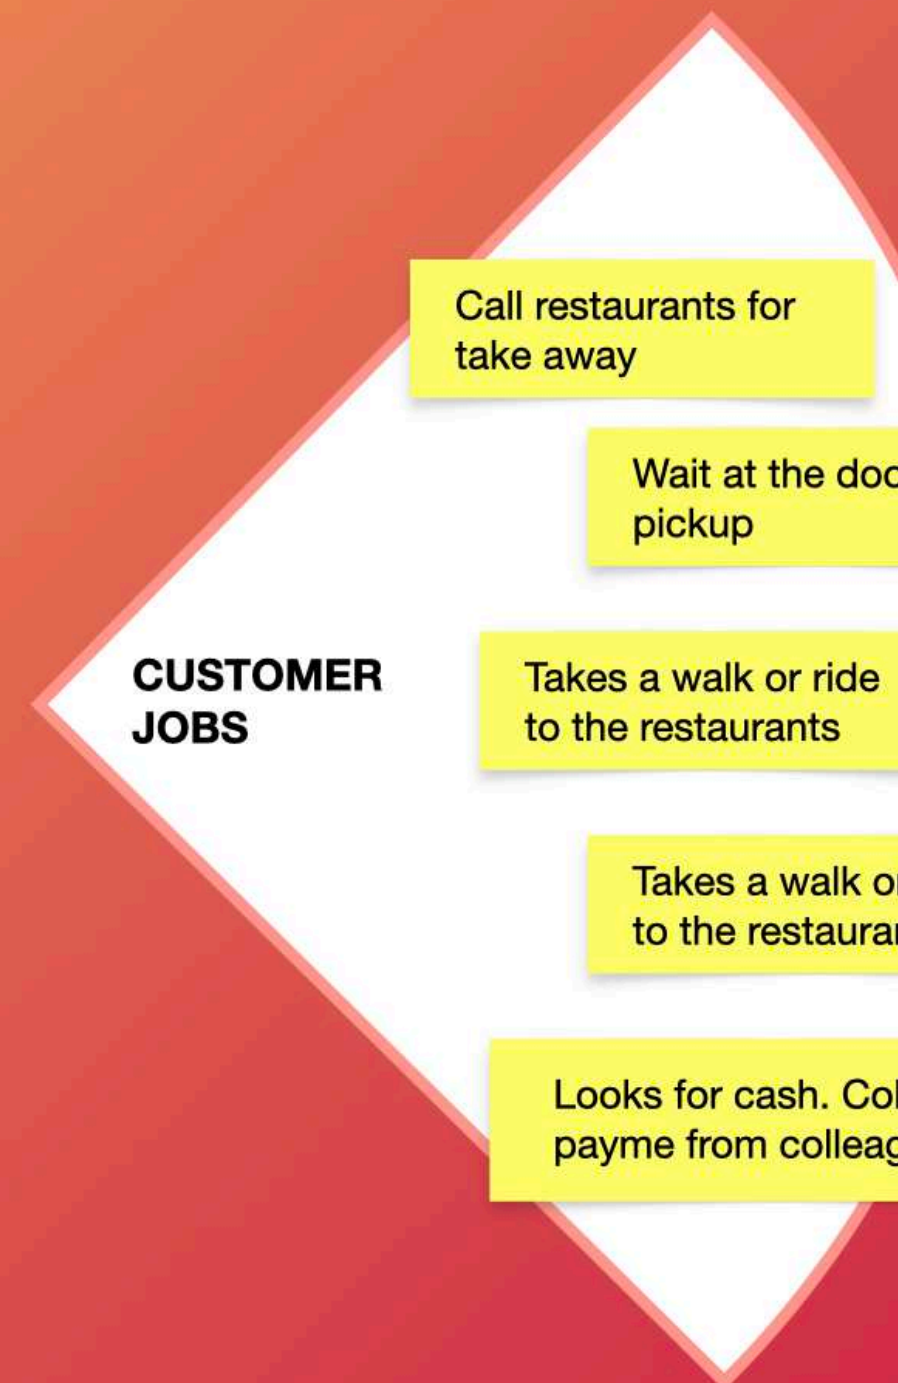 Call restaurants for
take away
Wait at the
pickup
CUSTOMER
JOBS
Takes a walk or ride
to the restaurants
Takes a walk
to the
Looks for cash.
payme from